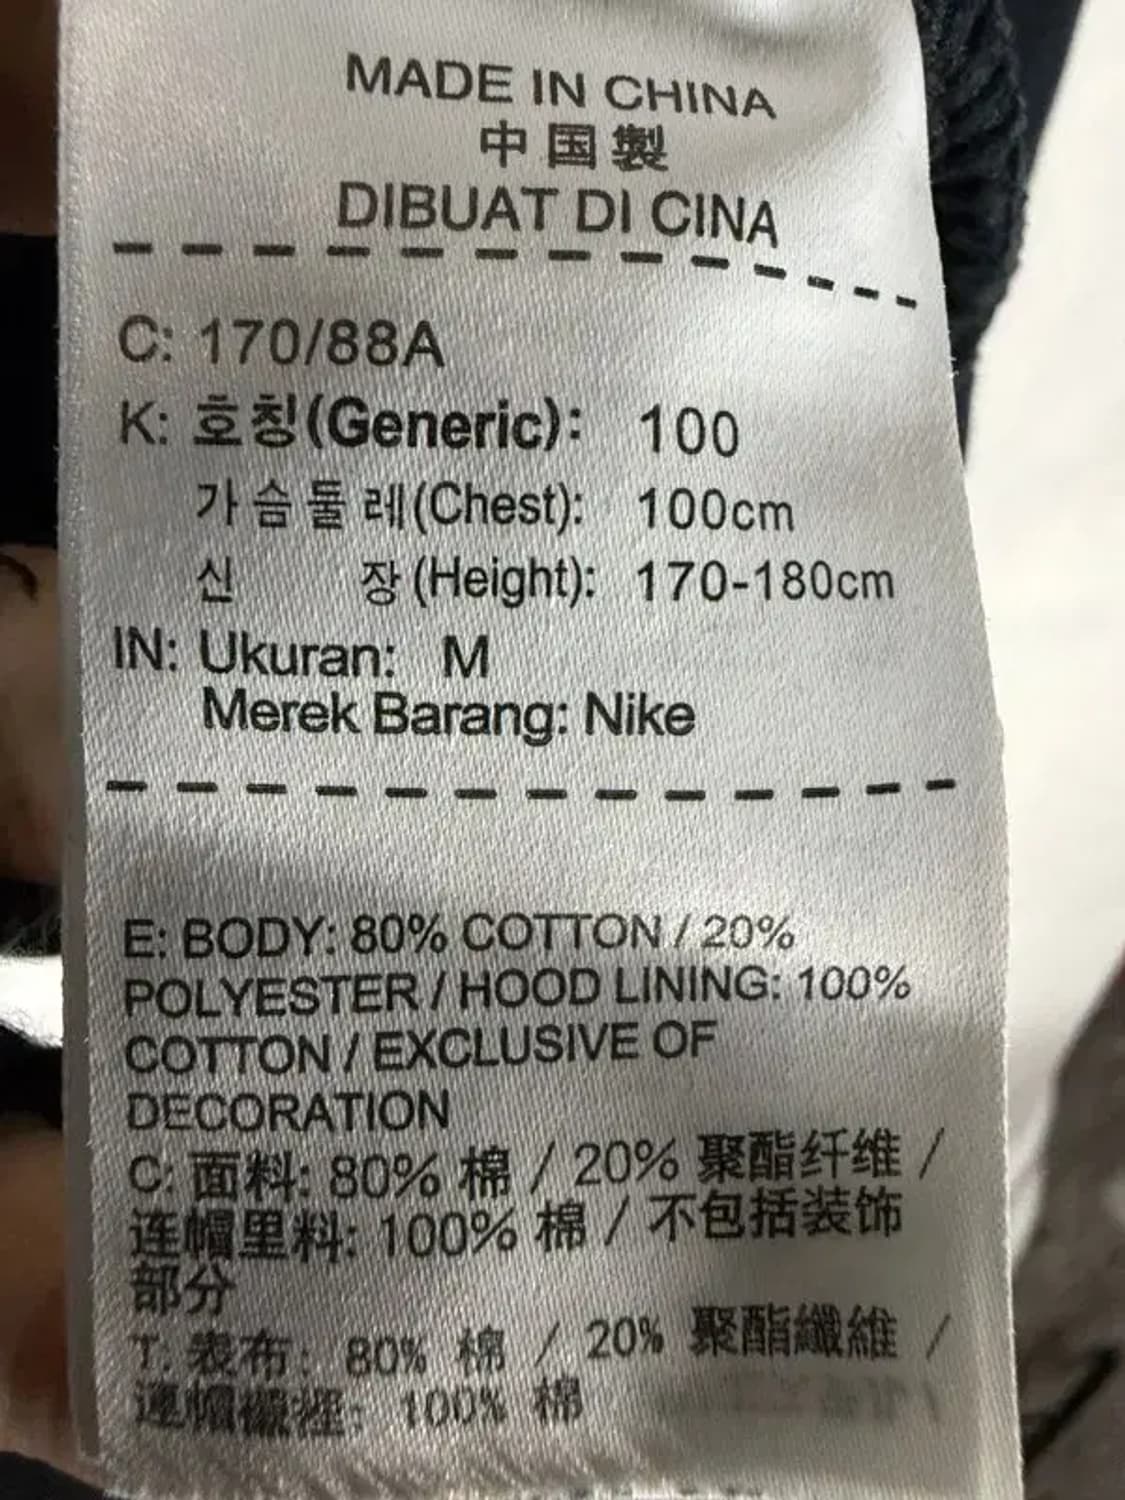 MADE IN CHINA
中国製
DIBUAT DI CINA
C: 170/88A
K: 호칭(Generic): 100
가슴둘레(Chest): 100cm
신 장(Height): 170-180cm
IN: Ukuran: M
Merek Barang: Nike
E: BODY: 80% COTTON / 20%
POLYESTER / HOOD LINING: 100%
COTTON / EXCLUSIVE OF
DECORATION
C: 面料: 80% 棉 / 20% 聚酯纤维 /
连帽里料: 100% 棉 / 不包括装饰
部分
T: 表布: 80% 棉 / 20% 聚酯纖維 /
連帽襯裡: 100% 棉